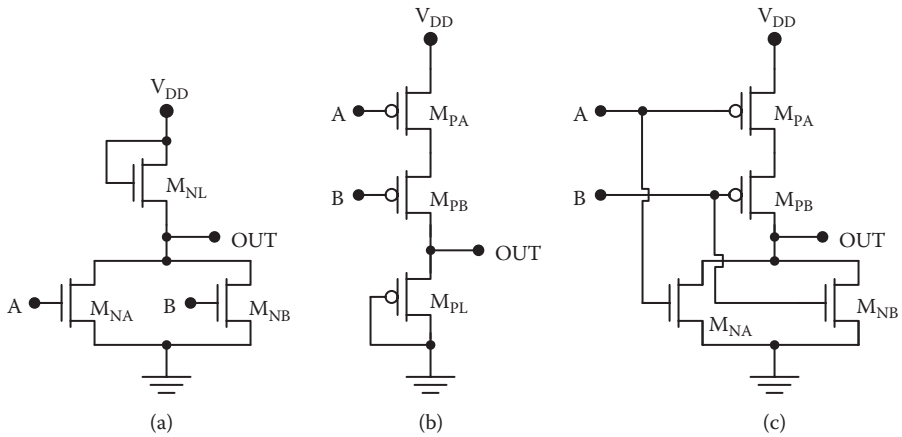 V_DD
M_NL
OUT
A
M_NA
B
M_NB
(a)
V_DD
A
M_PA
B
M_PB
OUT
M_PL
(b)
V_DD
A
M_PA
B
M_PB
OUT
M_NA
M_NB
(c)